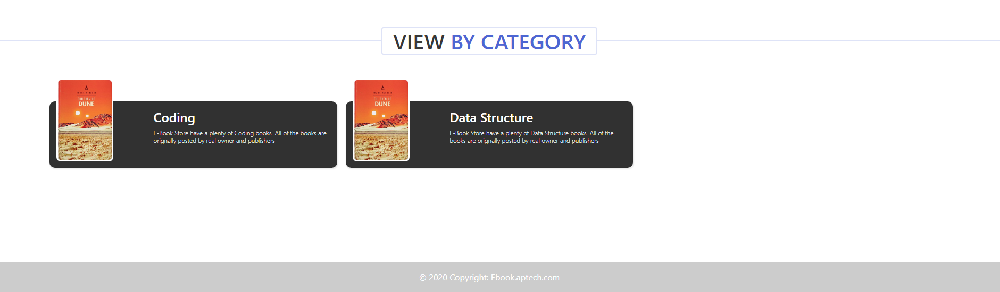 VIEW BY CATEGORY
CHILDREN OF
DUNE
Coding
E-Book Store have a plenty of Coding books. All of the books are
orignally posted by real owner and publishers
CHILDREN OF
DUNE
Data Structure
E-Book Store have a plenty of Data Structure books. All of the
books are orignally posted by real owner and publishers
© 2020 Copyright: Ebook.aptech.com